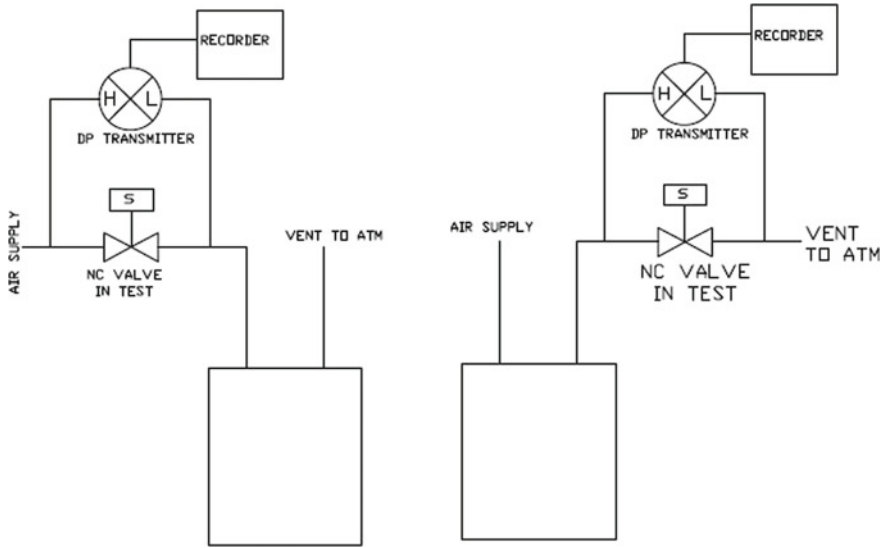 RECORDER
H L
DP TRANSMITTER
S
AIR SUPPLY
NC VALVE
IN TEST
VENT TO ATM
RECORDER
H L
DP TRANSMITTER
S
AIR SUPPLY
NC VALVE
IN TEST
VENT
TO ATM